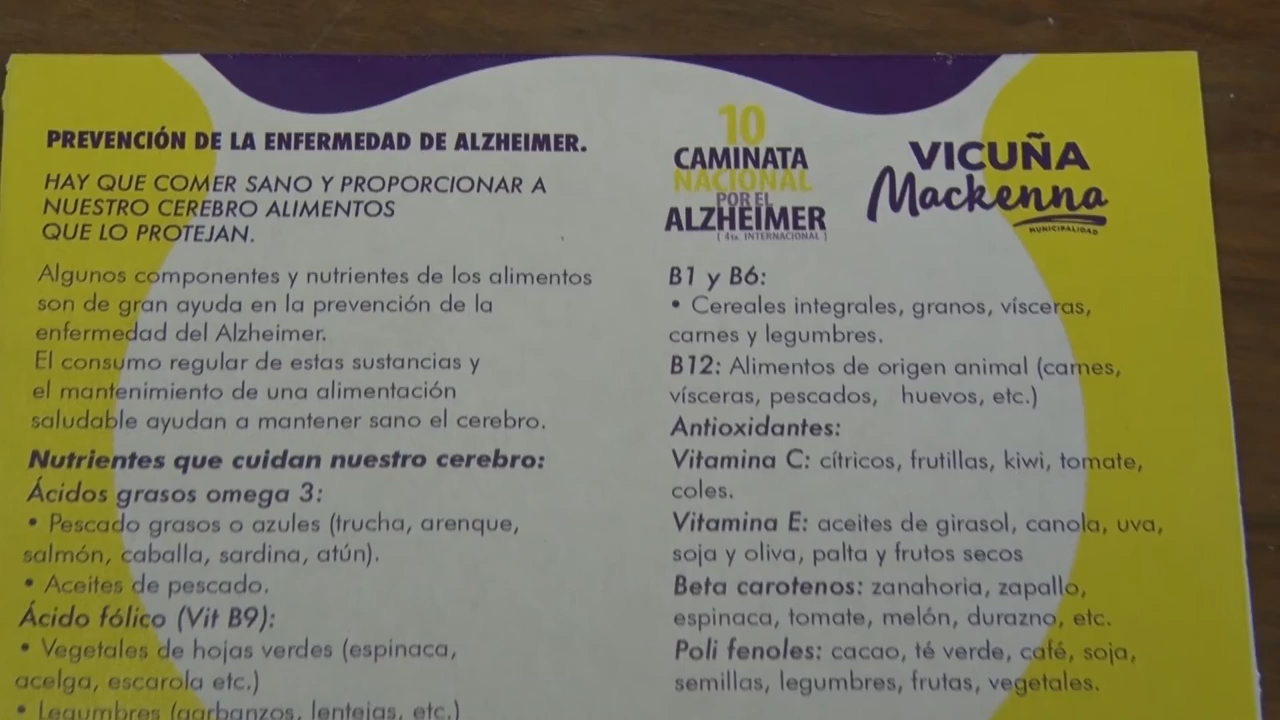 PREVENCIÓN DE LA ENFERMEDAD DE ALZHEIMER.
HAY QUE COMER SANO Y PROPORCIONAR A
NUESTRO CEREBRO ALIMENTOS
QUE LO PROTEJAN.
Algunos componentes y nutrientes de los alimentos
son de gran ayuda en la prevención de la
enfermedad del Alzheimer.
El consumo regular de estas sustancias y
el mantenimiento de una alimentación
saludable ayudan a mantener sano el cerebro.
Nutrientes que cuidan nuestro cerebro:
Ácidos grasos omega 3:
• Pescado grasos o azules (trucha, arenque,
salmón, caballa, sardina, atún).
• Aceites de pescado.
Ácido fólico (Vit B9):
• Vegetales de hojas verdes (espinaca,
acelga, escarola etc.)
• Legumbres (garbanzos, lentejas, etc.)
10
CAMINATA
NACIONAL
POR EL
ALZHEIMER
[ 4ta. INTERNACIONAL ]
VICUÑA
Mackenna
MUNICIPALIDAD
B1 y B6:
• Cereales integrales, granos, vísceras,
carnes y legumbres.
B12: Alimentos de origen animal (carnes,
vísceras, pescados, huevos, etc.)
Antioxidantes:
Vitamina C: cítricos, frutillas, kiwi, tomate,
coles.
Vitamina E: aceites de girasol, canola, uva,
soja y oliva, palta y frutos secos
Beta carotenos: zanahoria, zapallo,
espinaca, tomate, melón, durazno, etc.
Poli fenoles: cacao, té verde, café, soja,
semillas, legumbres, frutas, vegetales.